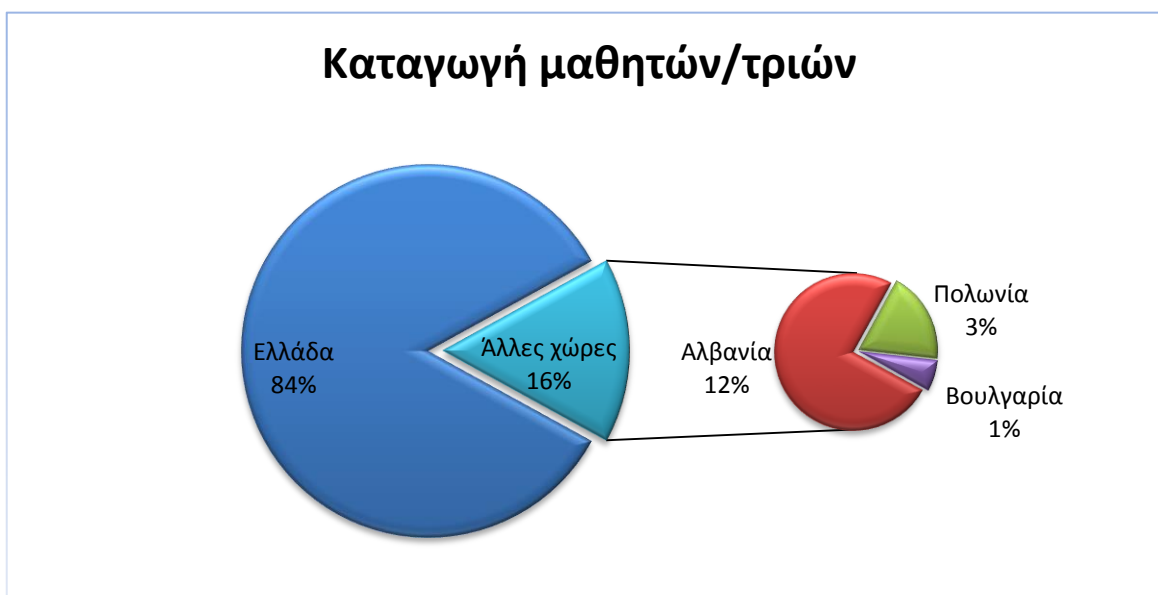 Καταγωγή μαθητών/τριών
Ελλάδα
84%
Άλλες χώρες
16%
Αλβανία
12%
Πολωνία
3%
Βουλγαρία
1%